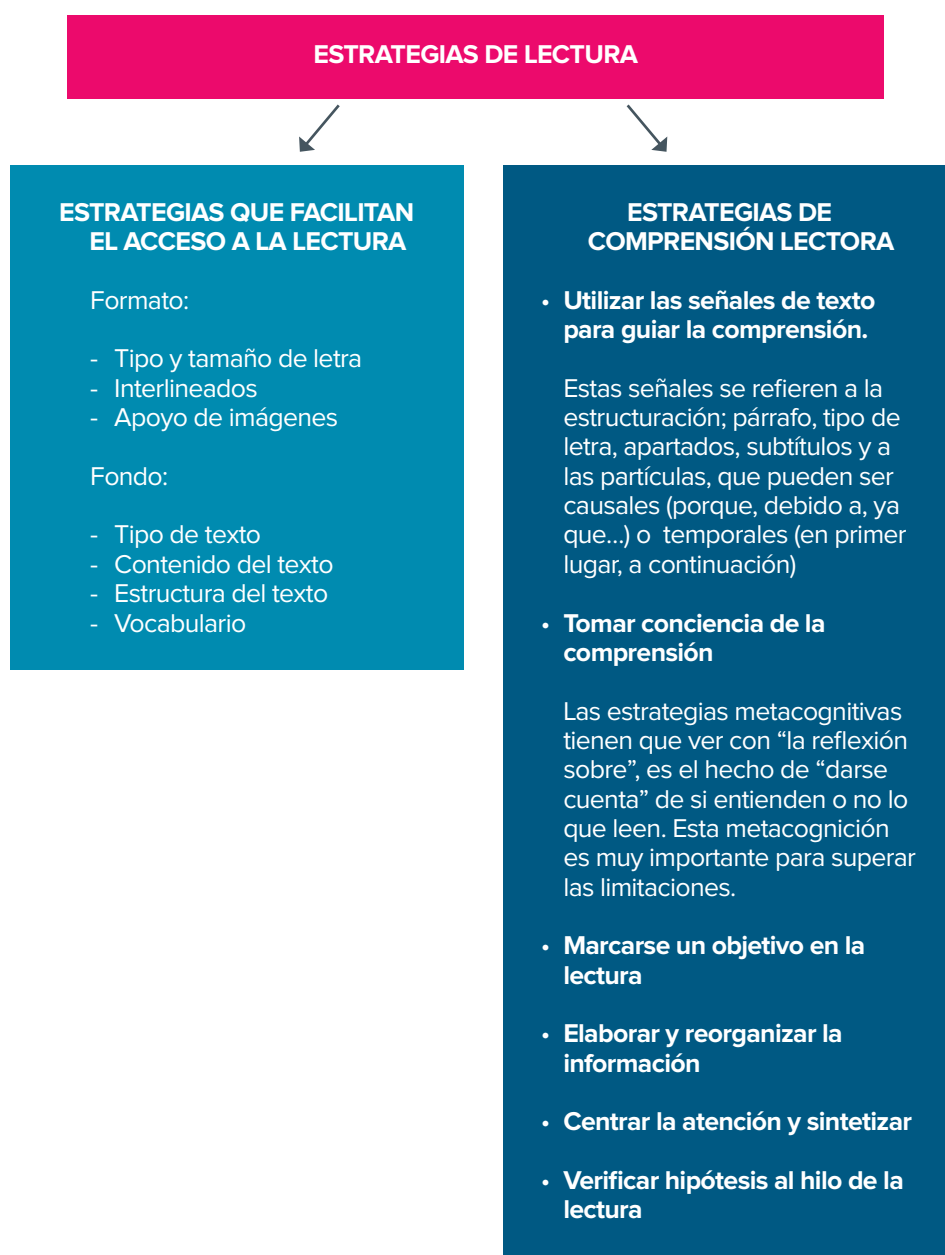 ESTRATEGIAS DE LECTURA
ESTRATEGIAS QUE FACILITAN
EL ACCESO A LA LECTURA
Formato:
- Tipo y tamaño de letra
- Interlineados
- Apoyo de imágenes
Fondo:
- Tipo de texto
- Contenido del texto
- Estructura del texto
- Vocabulario
ESTRATEGIAS DE
COMPRENSIÓN LECTORA
• Utilizar las señales de texto
para guiar la comprensión.
Estas señales se refieren a la
estructuración; párrafo, tipo de
letra, apartados, subtítulos y a
las partículas, que pueden ser
causales (porque, debido a, ya
que...) o temporales (en primer
lugar, a continuación)
• Tomar conciencia de la
comprensión
Las estrategias metacognitivas
tienen que ver con “la reflexión
sobre”, es el hecho de “darse
cuenta” de si entienden o no lo
que leen. Esta metacognición
es muy importante para superar
las limitaciones.
• Marcarse un objetivo en la
lectura
• Elaborar y reorganizar la
información
• Centrar la atención y sintetizar
• Verificar hipótesis al hilo de la
lectura